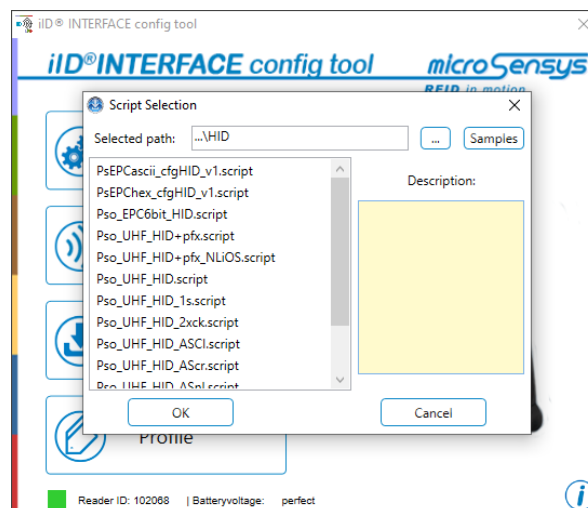 iID® INTERFACE config tool
iID®INTERFACE config tool
microSensys
RFID in motion
Script Selection
Selected path: ...\HID ... Samples
PsEPCascii_cfgHID_v1.script
PsEPChex_cfgHID_v1.script
Pso_EPC6bit_HID.script
Pso_UHF_HID+pfx.script
Pso_UHF_HID+pfx_NLiOS.script
Pso_UHF_HID.script
Pso_UHF_HID_1s.script
Pso_UHF_HID_2xck.script
Pso_UHF_HID_ASCI.script
Pso_UHF_HID_AScr.script
Pso_UHF_HID_ASnl.script
Description:
OK
Cancel
Profile
Reader ID: 102068 | Batteryvoltage: perfect
i